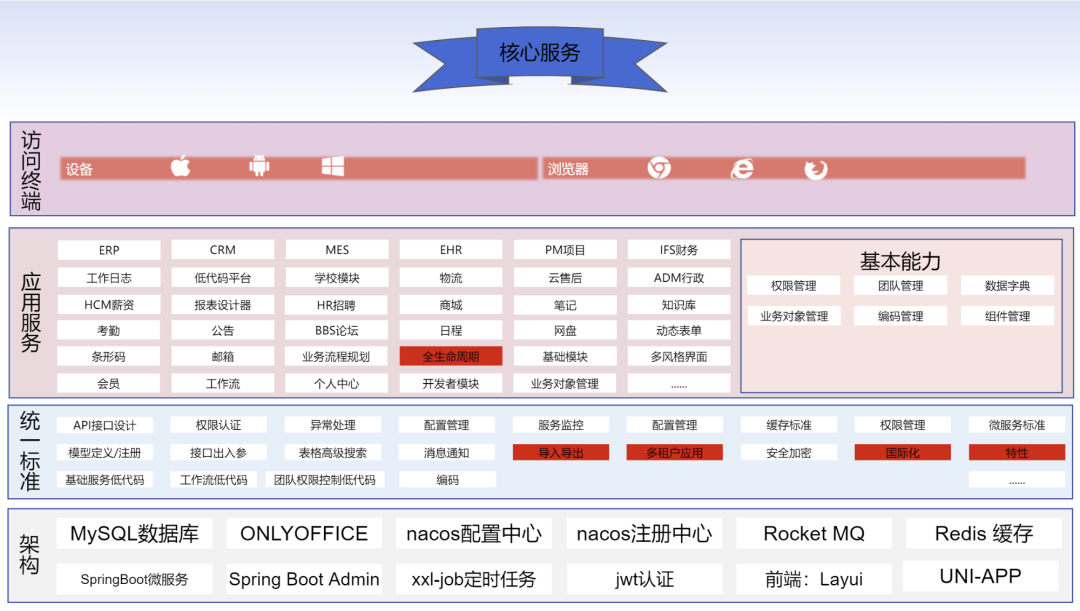 核心服务
访问终端
设备
浏览器
应用服务
ERP
CRM
MES
EHR
PM项目
IFS财务
工作日志
低代码平台
学校模块
物流
云售后
ADM行政
HCM薪资
报表设计器
HR招聘
商城
笔记
知识库
考勤
公告
BBS论坛
日程
网盘
动态表单
条形码
邮箱
业务流程规划
全生命周期
基础模块
多风格界面
会员
工作流
个人中心
开发者模块
业务对象管理
......
基本能力
权限管理
团队管理
数据字典
业务对象管理
编码管理
组件管理
统一标准
API接口设计
权限认证
异常处理
配置管理
服务监控
配置管理
缓存标准
权限管理
微服务标准
模型定义/注册
接口出入参
表格高级搜索
消息通知
导入导出
多租户应用
安全加密
国际化
特性
基础服务低代码
工作流低代码
团队权限控制低代码
编码
......
架构
MySQL数据库
ONLYOFFICE
nacos配置中心
nacos注册中心
Rocket MQ
Redis 缓存
SpringBoot微服务
Spring Boot Admin
xxl-job定时任务
jwt认证
前端：Layui
UNI-APP